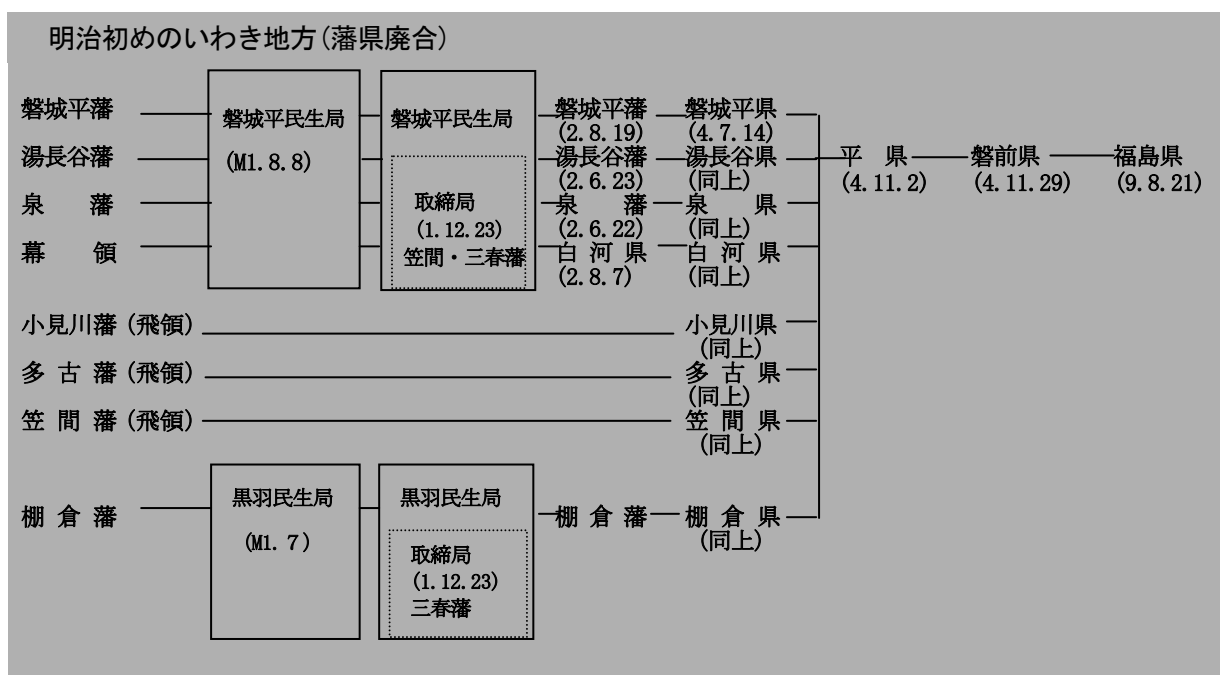 明治初めのいわき地方(藩県廃合)
磐城平藩
湯長谷藩
泉 藩
幕 領
磐城平民生局
(M1.8.8)
磐城平民生局
取締局
(1.12.23)
笠間・三春藩
磐城平藩
(2.8.19)
湯長谷藩
(2.6.23)
泉 藩
(2.6.22)
白河県
(2.8.7)
磐城平県
(4.7.14)
湯長谷県
(同上)
泉 県
(同上)
白河県
(同上)
平 県
(4.11.2)
磐前県
(4.11.29)
福島県
(9.8.21)
小見川藩(飛領)
小見川県
(同上)
多古藩(飛領)
多古県
(同上)
笠間藩(飛領)
笠間県
(同上)
棚倉藩
黒羽民生局
(M1.7)
黒羽民生局
取締局
(1.12.23)
三春藩
棚倉藩
棚倉県
(同上)